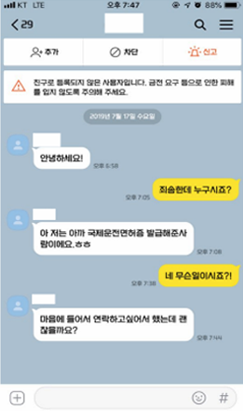 KT LTE 오후 7:47 88%
29
추가 차단 신고
친구로 등록되지 않은 사용자입니다. 금전 요구 등으로 인한 피해
를 입지 않도록 주의해 주세요.
2019년 7월 17일 수요일
안녕하세요!
오후 6:58
죄송한데 누구시죠?
오후 7:05
아 저는 아까 국제운전면허증 발급해준사
람이에요.ㅎㅎ
오후 7:08
네 무슨일이시죠?!
오후 7:38
마음에 들어서 연락하고싶어서 했는데 괜
찮을까요?
오후 7:44
#